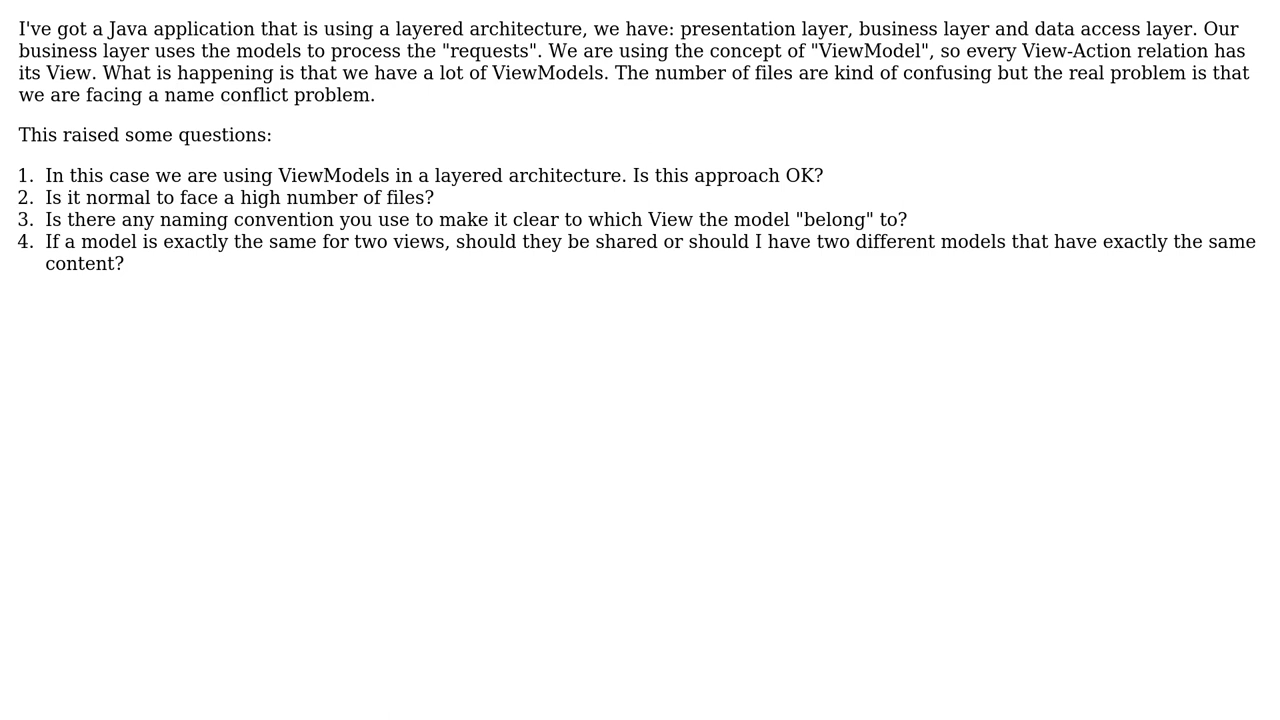 I've got a Java application that is using a layered architecture, we have: presentation layer, business layer and data access layer. Our
business layer uses the models to process the "requests". We are using the concept of "ViewModel", so every View-Action relation has
its View. What is happening is that we have a lot of ViewModels. The number of files are kind of confusing but the real problem is that
we are facing a name conflict problem.
This raised some questions:
1. In this case we are using ViewModels in a layered architecture. Is this approach OK?
2. Is it normal to face a high number of files?
3. Is there any naming convention you use to make it clear to which View the model "belong" to?
4. If a model is exactly the same for two views, should they be shared or should I have two different models that have exactly the same
content?